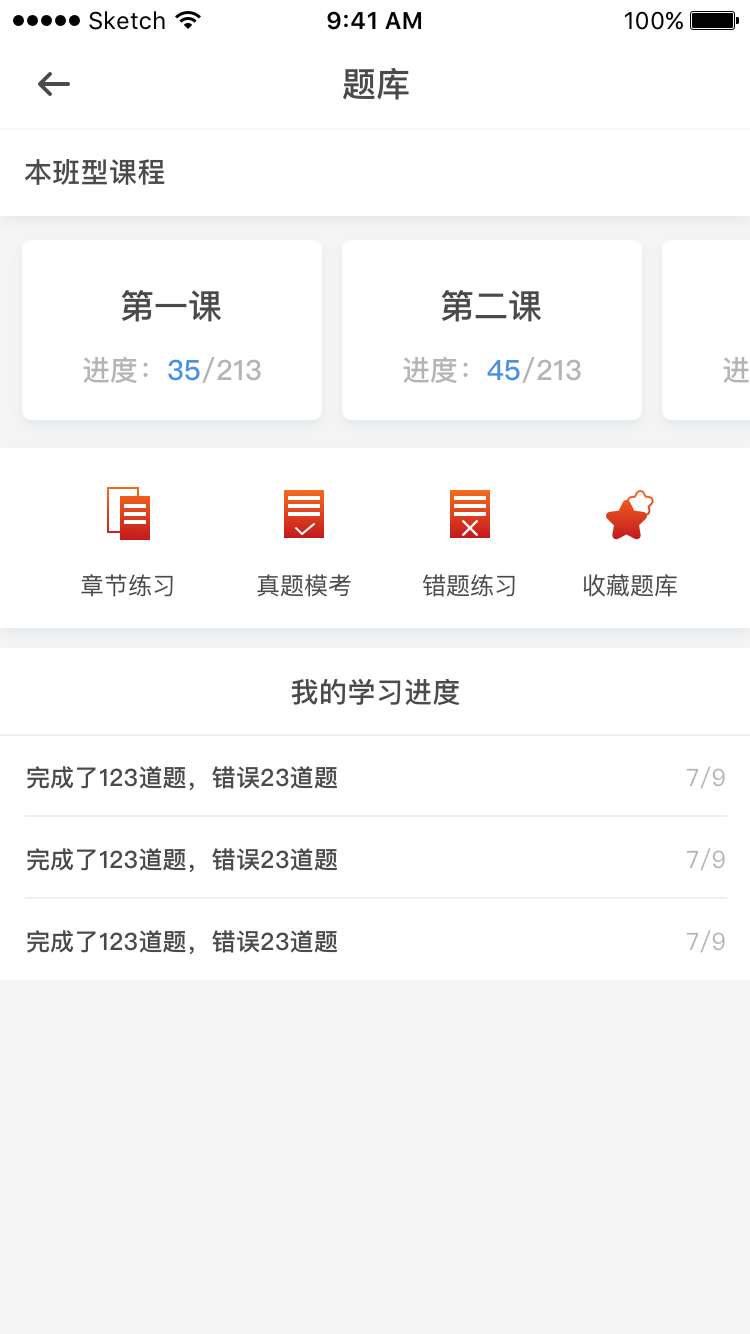 ●●●●● Sketch 9:41 AM 100%
题库
本班型课程
第一课 第二课
进度：35/213 进度：45/213 进
章节练习 真题模考 错题练习 收藏题库
我的学习进度
完成了123道题，错误23道题 7/9
完成了123道题，错误23道题 7/9
完成了123道题，错误23道题 7/9